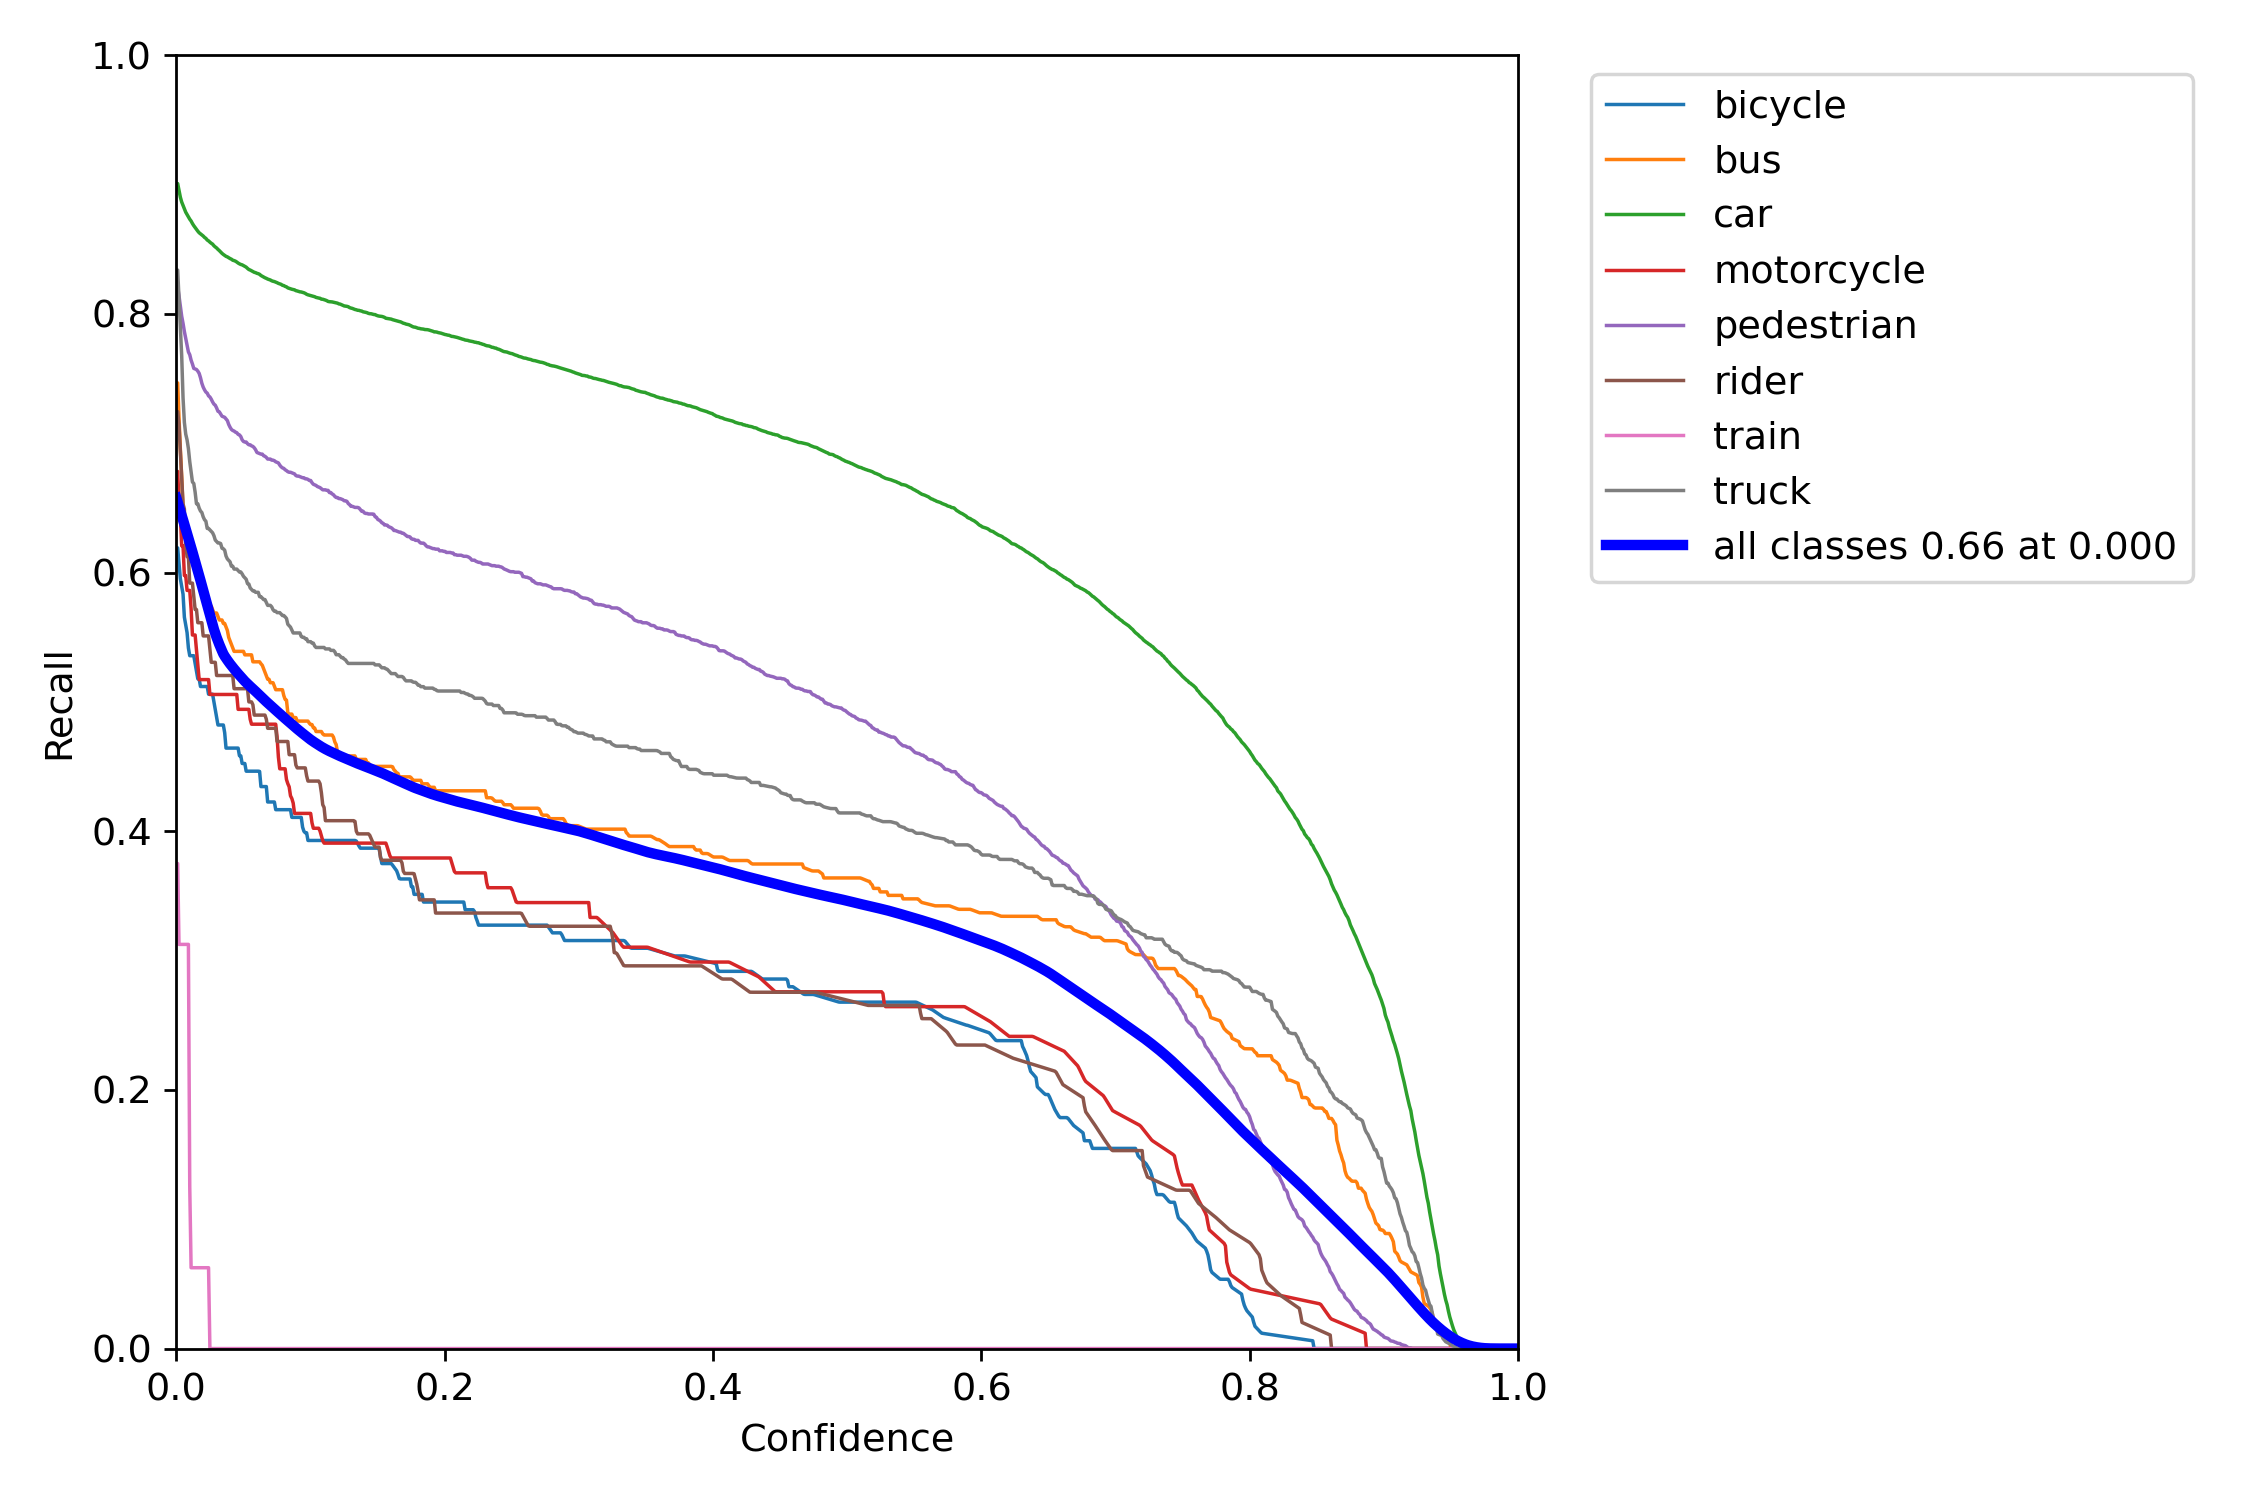 1.0
0.8
0.6
0.4
0.2
0.0
Recall
0.0 0.2 0.4 0.6 0.8 1.0
Confidence
bicycle
bus
car
motorcycle
pedestrian
rider
train
truck
all classes 0.66 at 0.000